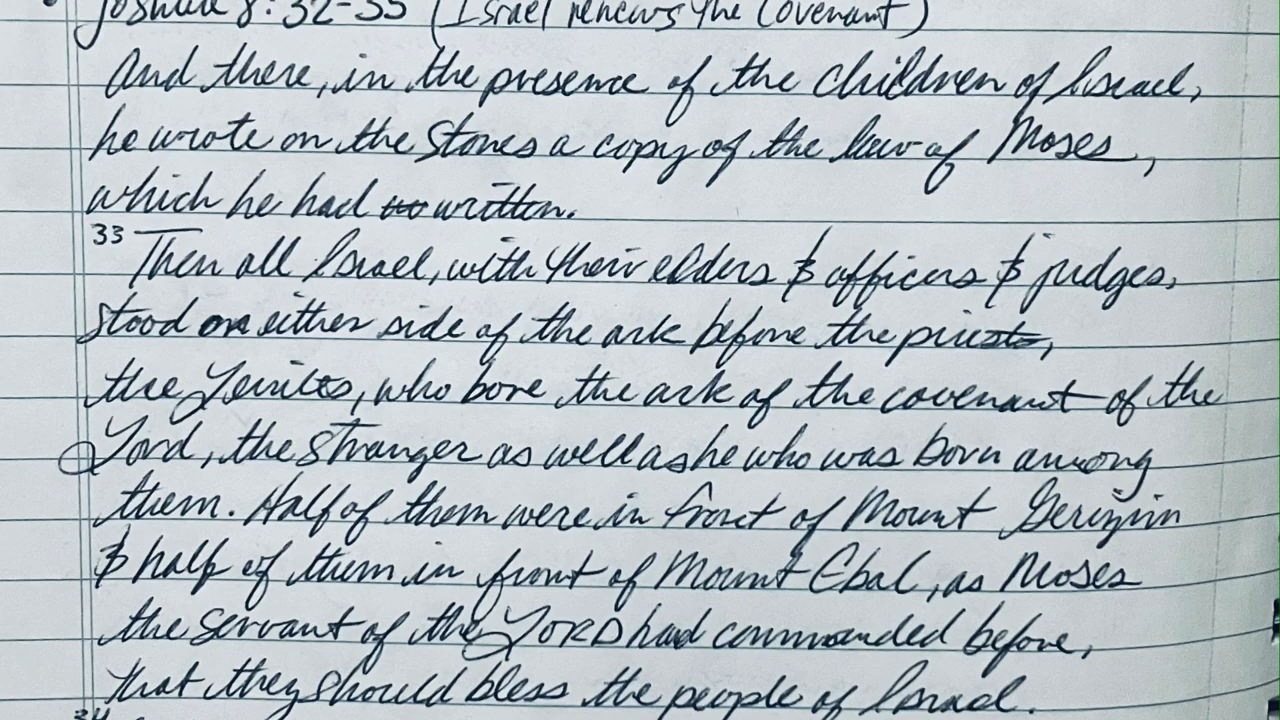 Joshua 8:32-35 (Israel renews the Covenant)
And there, in the presence of the children of Israel,
he wrote on the stones a copy of the law of Moses,
which he had written.
33 Then all Israel, with their elders & officers & judges,
stood on either side of the ark before the priests,
the Levites, who bore the ark of the covenant of the
Lord, the stranger as well as he who was born among
them. Half of them were in front of Mount Gerizim
& half of them in front of Mount Ebal, as Moses
the servant of the LORD had commanded before,
that they should bless the people of Israel.
34